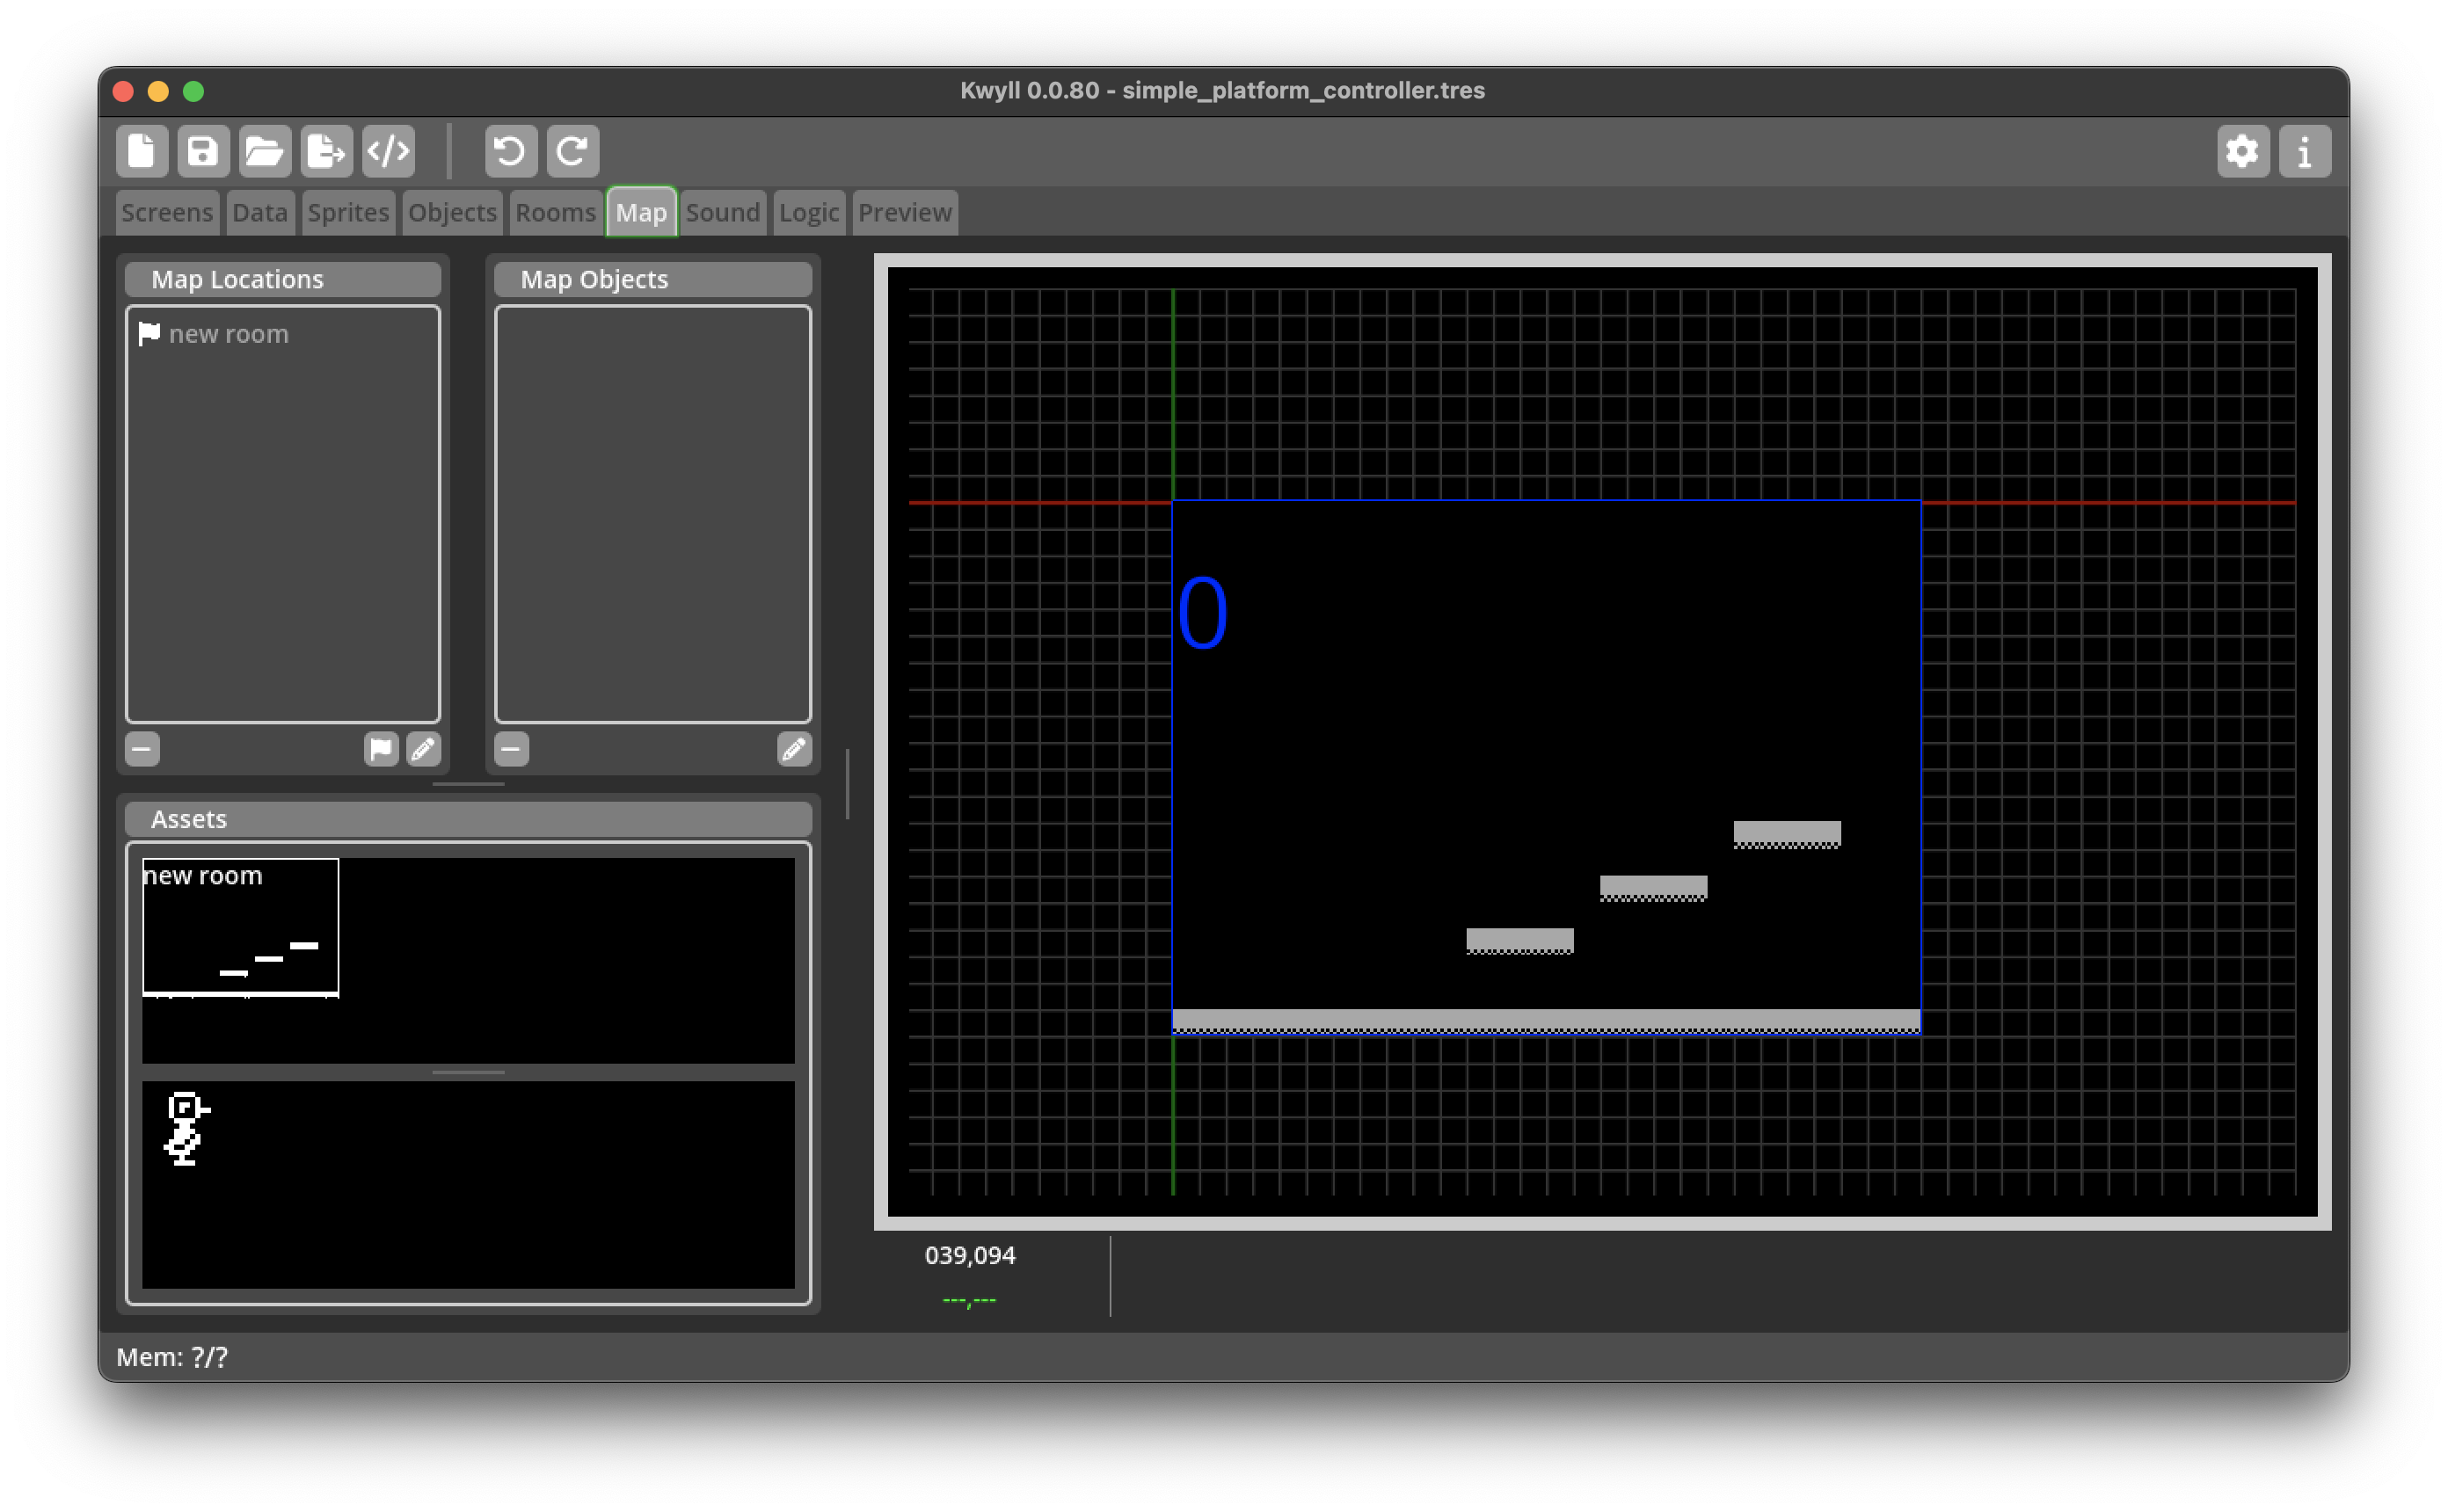 Kwyll 0.0.80 - simple_platform_controller.tres
Screens Data Sprites Objects Rooms Map Sound Logic Preview
Map Locations
new room
Map Objects
Assets
new room
0
039,094
---,---
Mem: ?/?